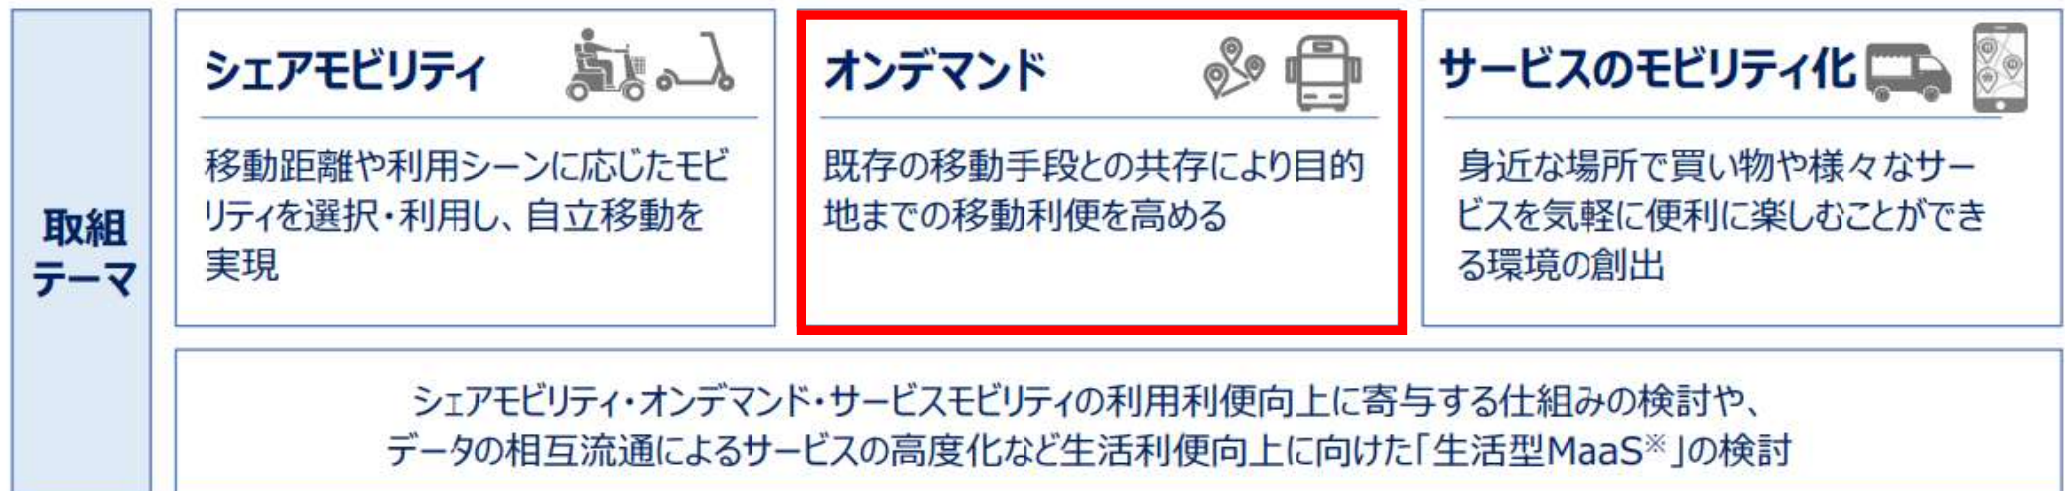 取組
テーマ
シェアモビリティ
移動距離や利用シーンに応じたモビ
リティを選択・利用し、自立移動を
実現
オンデマンド
既存の移動手段との共存により目的
地までの移動利便を高める
サービスのモビリティ化
身近な場所で買い物や様々なサー
ビスを気軽に便利に楽しむことができ
る環境の創出
シェアモビリティ・オンデマンド・サービスモビリティの利用利便向上に寄与する仕組みの検討や、
データの相互流通によるサービスの高度化など生活利便向上に向けた「生活型MaaS※」の検討